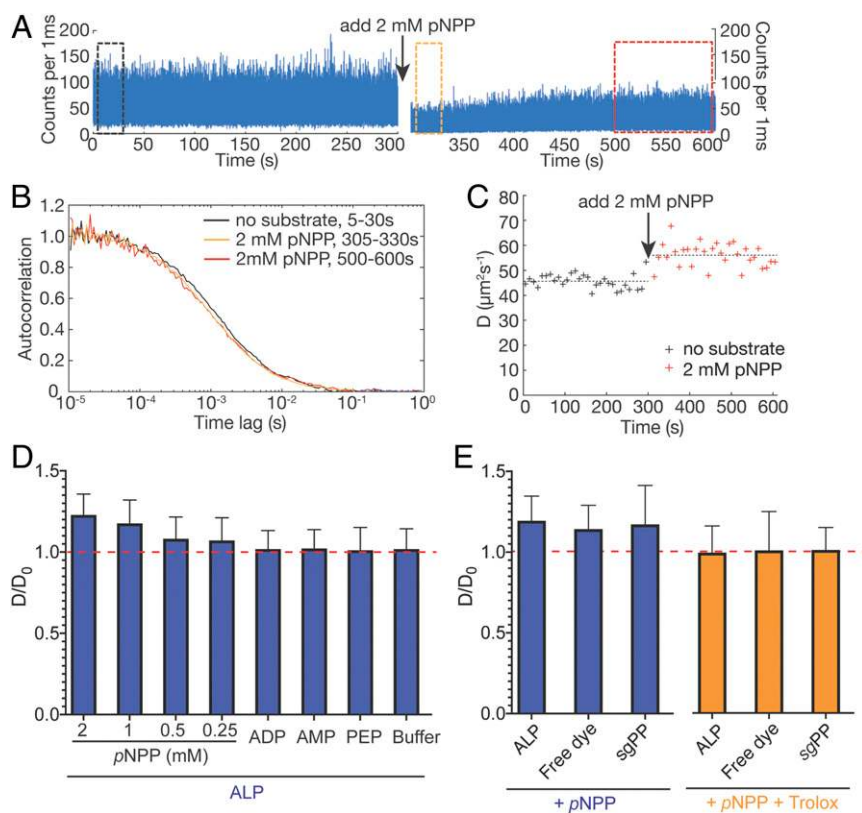 A
add 2 mM pNPP
Counts per 1ms
200
150
100
50
0
0 50 100 150 200 250 300
Time (s)
350 400 450 500 550 600
Time (s)
200
150
100
50
0
Counts per 1ms
B
Autocorrelation
1.2
1.0
0.8
0.6
0.4
0.2
0
no substrate, 5-30s
2 mM pNPP, 305-330s
2mM pNPP, 500-600s
10-5 10-4 10-3 10-2 10-1 100
Time lag (s)
C
add 2 mM pNPP
D (µm2s-1)
80
70
60
50
40
30
20
10
0
no substrate
2 mM pNPP
0 100 200 300 400 500 600
Time (s)
D
D/D0
1.5
1.0
0.5
0.0
2 1 0.5 0.25 ADP AMP PEP Buffer
pNPP (mM)
ALP
E
D/D0
1.5
1.0
0.5
0.0
ALP Free dye sgPP ALP Free dye sgPP
+ pNPP + pNPP + Trolox